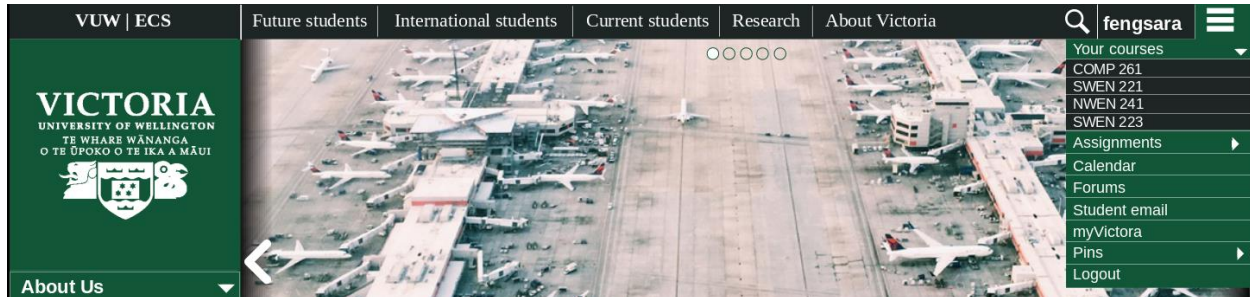 VUW | ECS
Future students
International students
Current students
Research
About Victoria
fengsara
VICTORIA
UNIVERSITY OF WELLINGTON
TE WHARE WĀNANGA
O TE ŪPOKO O TE IKA A MĀUI
About Us
Your courses
COMP 261
SWEN 221
NWEN 241
SWEN 223
Assignments
Calendar
Forums
Student email
myVictora
Pins
Logout